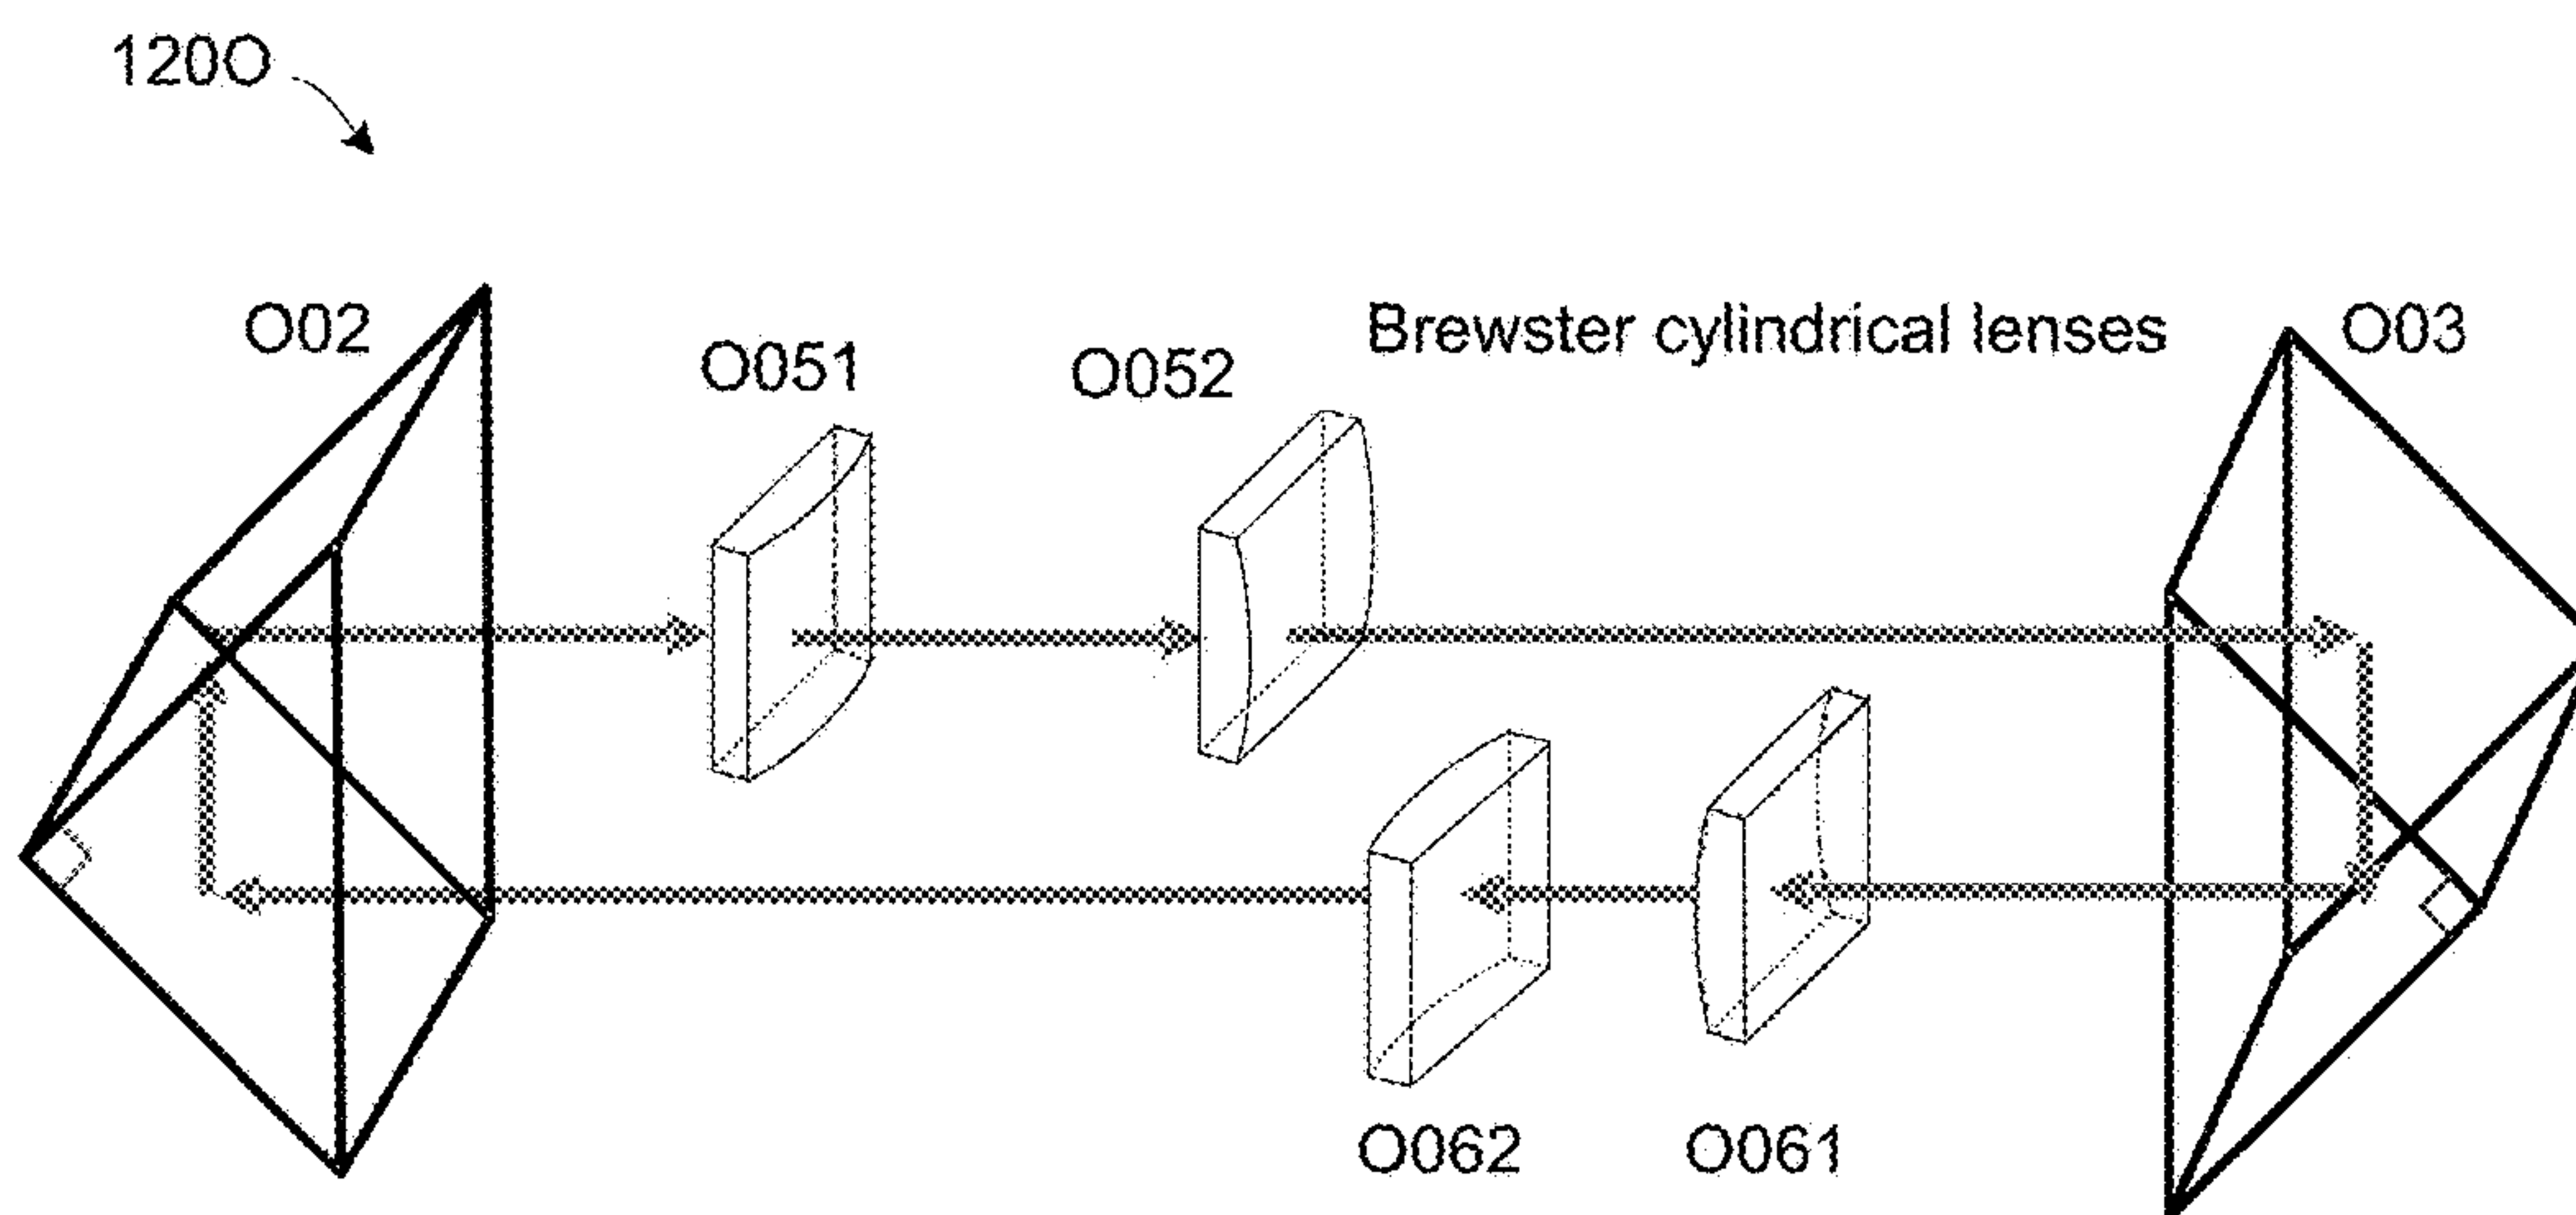 120O
O02
O051
O052
Brewster cylindrical lenses
O03
O062
O061